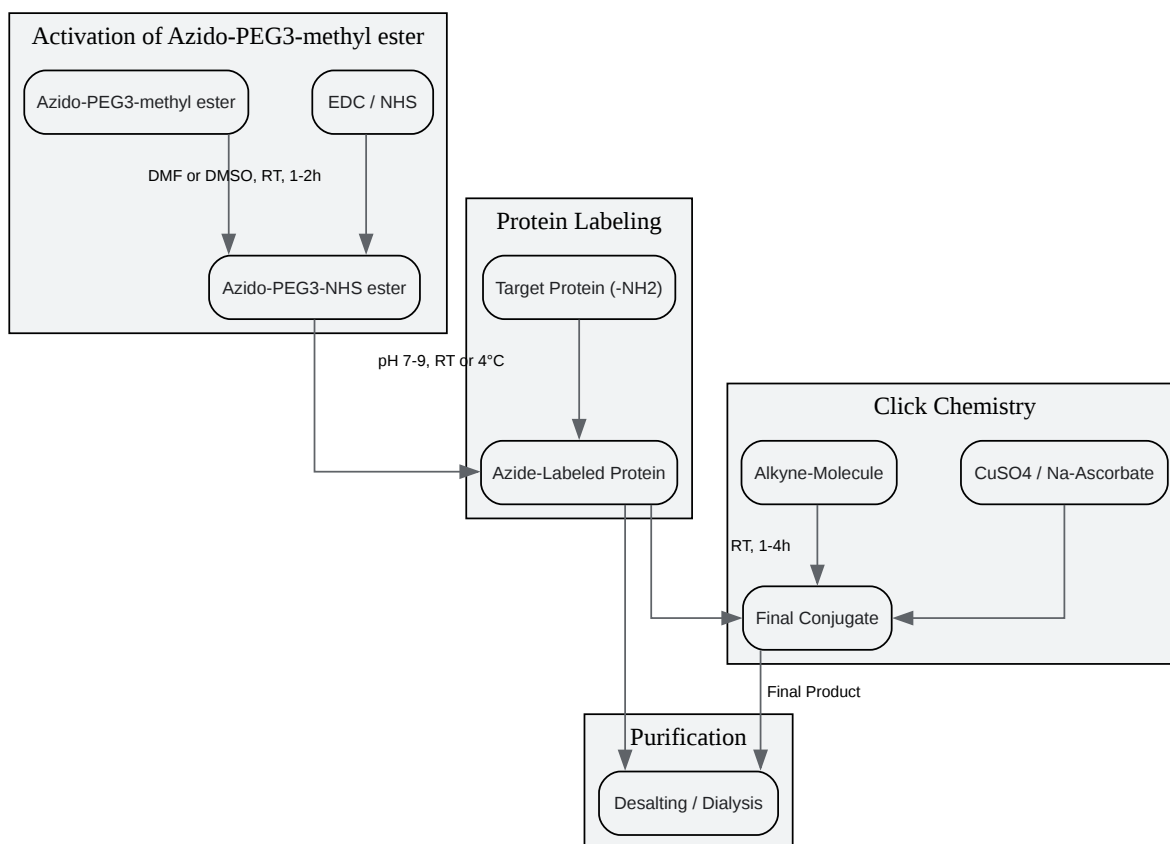 Activation of Azido-PEG3-methyl ester
Azido-PEG3-methyl ester
EDC / NHS
DMF or DMSO, RT, 1-2h
Azido-PEG3-NHS ester
Protein Labeling
Target Protein (-NH2)
pH 7-9, RT or 4°C
Azide-Labeled Protein
Click Chemistry
Alkyne-Molecule
CuSO4 / Na-Ascorbate
RT, 1-4h
Final Conjugate
Final Product
Purification
Desalting / Dialysis